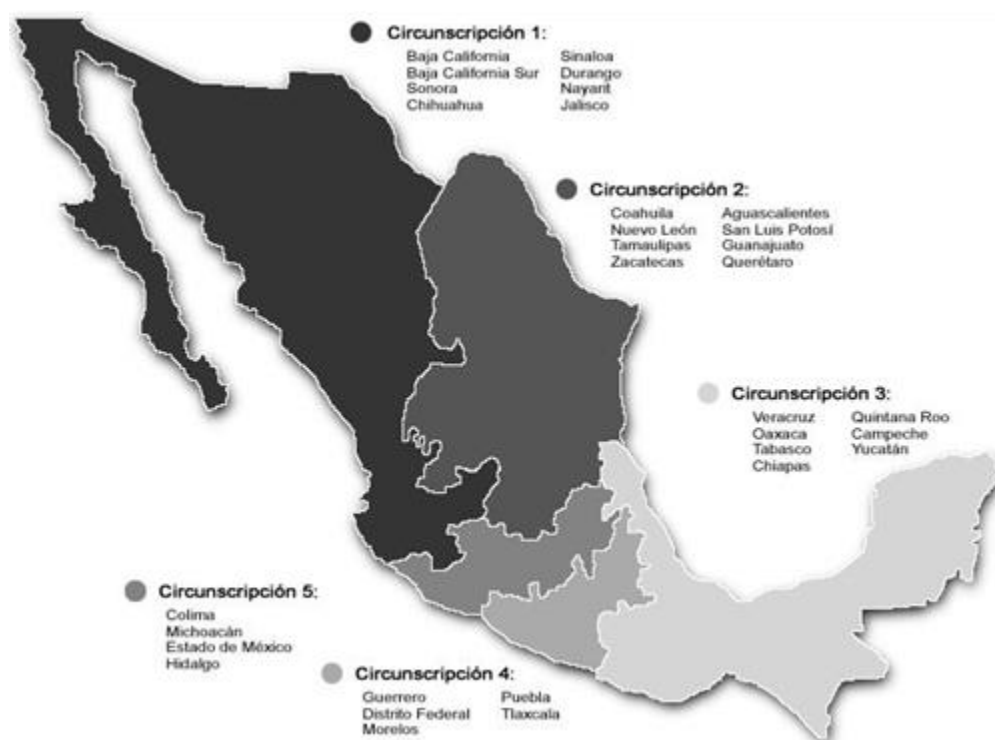 Circunscripción 1:
Baja California Sinaloa
Baja California Sur Durango
Sonora Nayarit
Chihuahua Jalisco
Circunscripción 2:
Coahuila Aguascalientes
Nuevo León San Luis Potosí
Tamaulipas Guanajuato
Zacatecas Querétaro
Circunscripción 3:
Veracruz Quintana Roo
Oaxaca Campeche
Tabasco Yucatán
Chiapas
Circunscripción 5:
Colima
Michoacán
Estado de México
Hidalgo
Circunscripción 4:
Guerrero Puebla
Distrito Federal Tlaxcala
Morelos